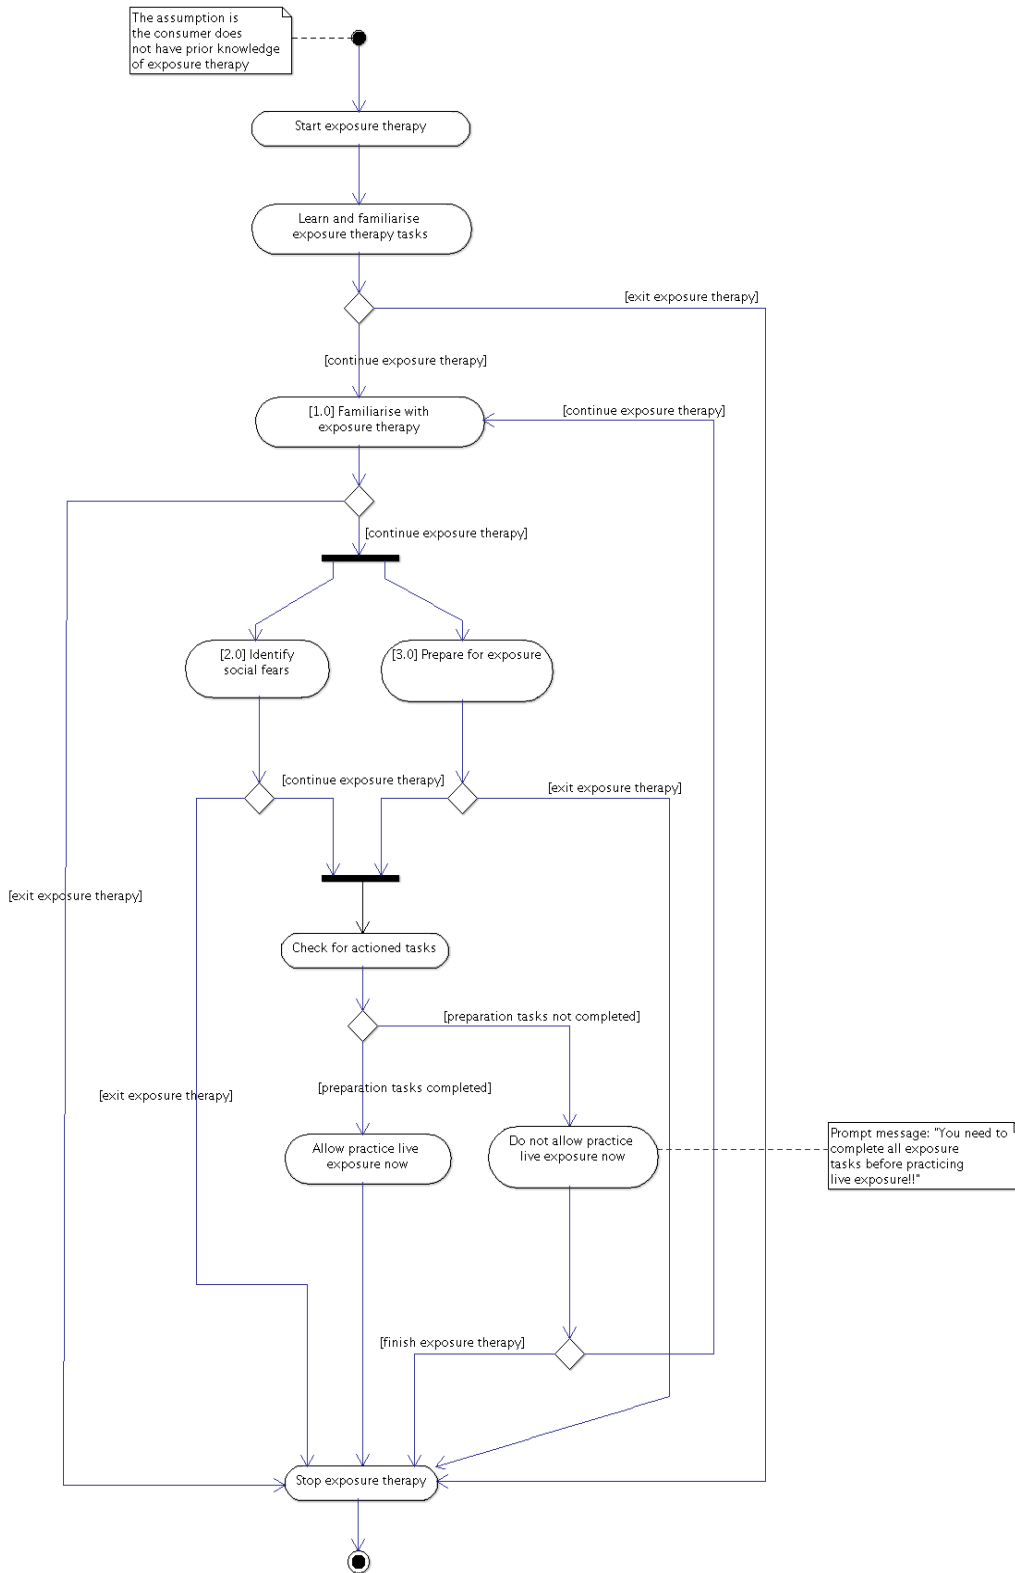 The assumption is
the consumer does
not have prior knowledge
of exposure therapy
Start exposure therapy
Learn and familiarise
exposure therapy tasks
[exit exposure therapy]
[continue exposure therapy]
[1.0] Familiarise with
exposure therapy
[continue exposure therapy]
[continue exposure therapy]
[2.0] Identify
social fears
[3.0] Prepare for exposure
[continue exposure therapy]
[exit exposure therapy]
[exit exposure therapy]
Check for actioned tasks
[preparation tasks not completed]
[preparation tasks completed]
[exit exposure therapy]
Allow practice live
exposure now
Do not allow practice
live exposure now
Prompt message: "You need to
complete all exposure
tasks before practicing
live exposure!!"
[finish exposure therapy]
Stop exposure therapy